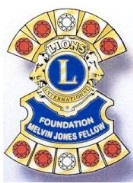 LIONS
L
INTERNATIONAL
FOUNDATION
MELVIN JONES FELLOW